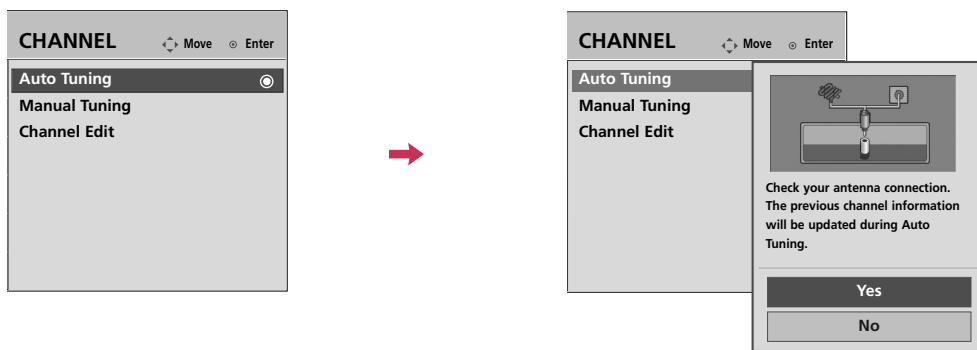 CHANNEL Move Enter
Auto Tuning
Manual Tuning
Channel Edit
CHANNEL Move Enter
Auto Tuning
Manual Tuning
Channel Edit
Check your antenna connection.
The previous channel information
will be updated during Auto
Tuning.
Yes
No